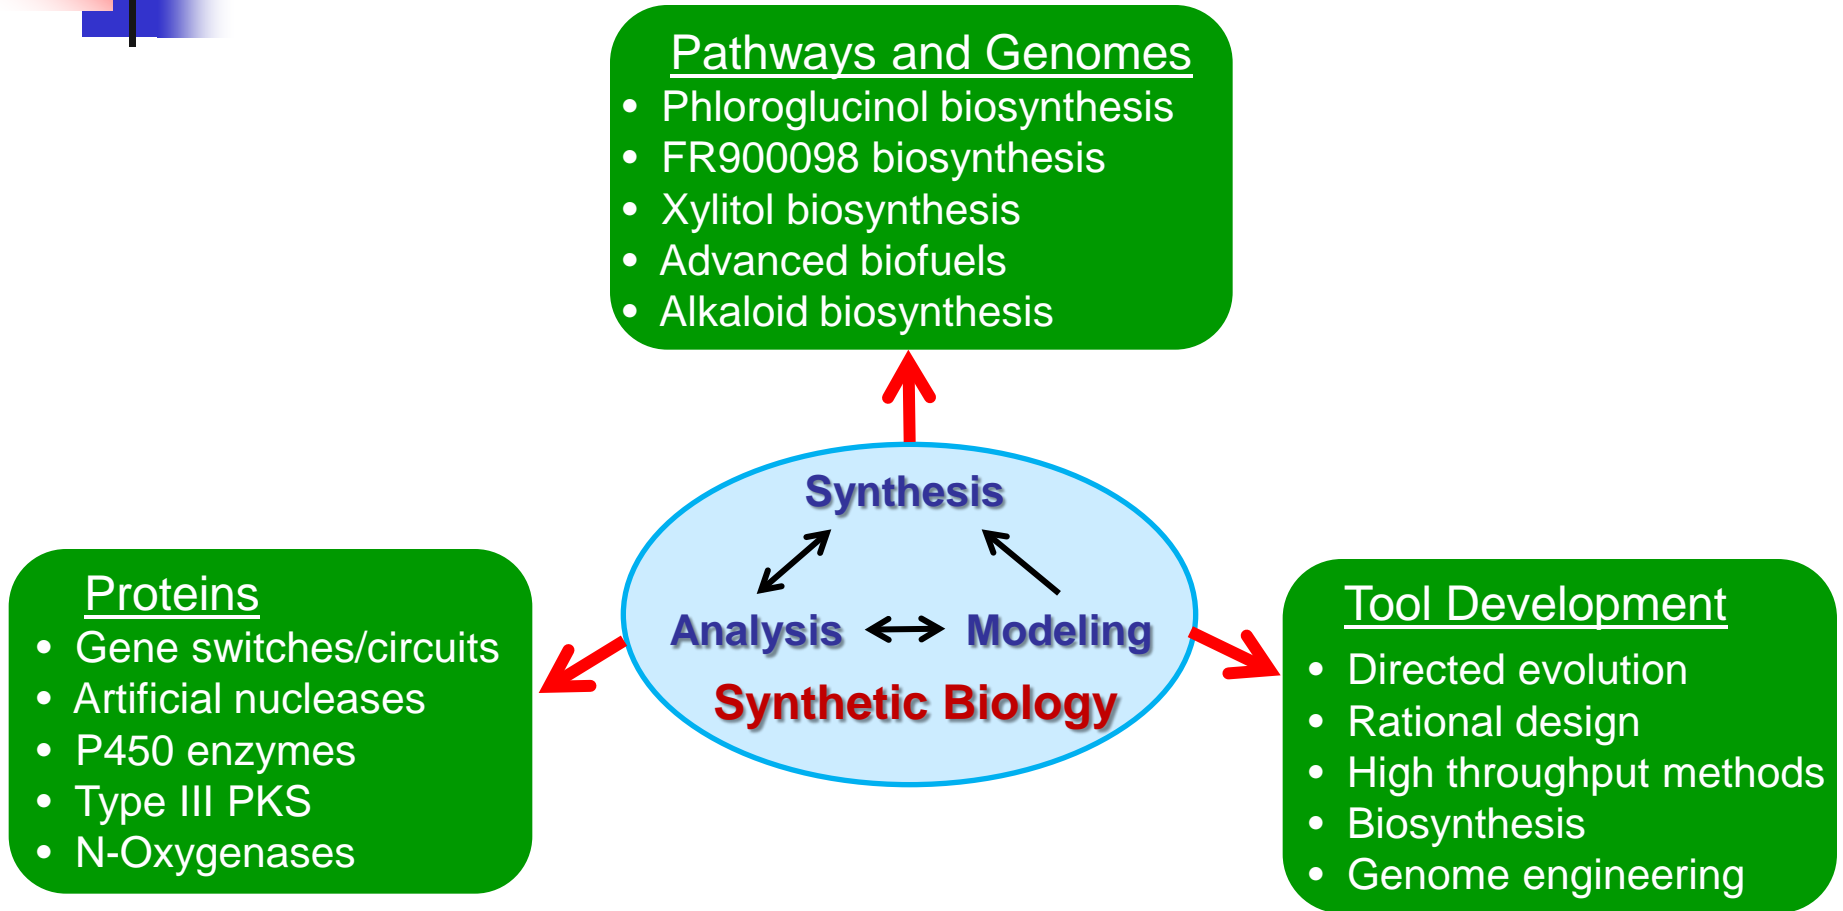 Pathways and Genomes
• Phloroglucinol biosynthesis
• FR900098 biosynthesis
• Xylitol biosynthesis
• Advanced biofuels
• Alkaloid biosynthesis
Synthesis
Analysis
Modeling
Synthetic Biology
Proteins
• Gene switches/circuits
• Artificial nucleases
• P450 enzymes
• Type III PKS
• N-Oxygenases
Tool Development
• Directed evolution
• Rational design
• High throughput methods
• Biosynthesis
• Genome engineering